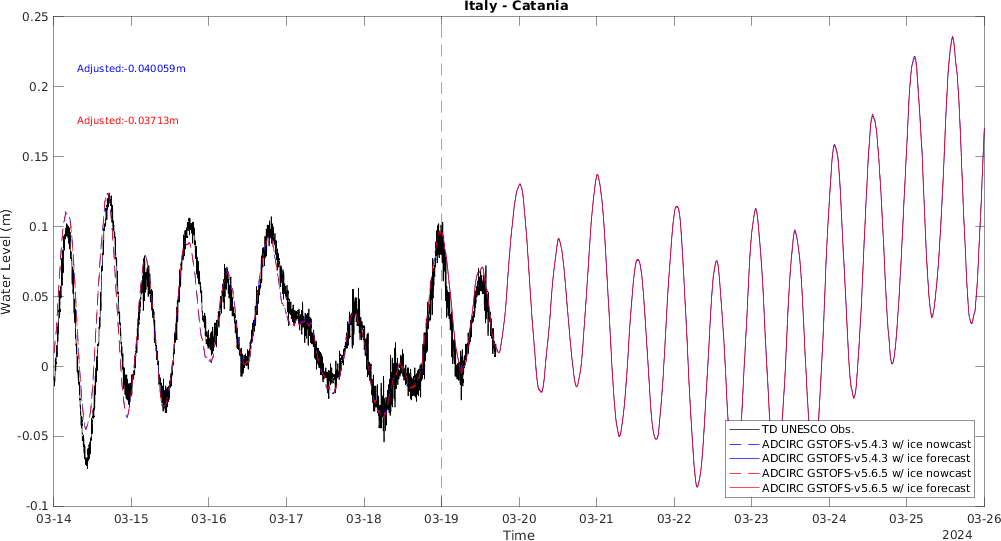 Italy - Catania
0.25
0.2
0.15
0.1
0.05
0
-0.05
-0.1
Water Level (m)
Adjusted:-0.040059m
Adjusted:-0.03713m
TD UNESCO Obs.
ADCIRC GSTOFS-v5.4.3 w/ ice nowcast
ADCIRC GSTOFS-v5.4.3 w/ ice forecast
ADCIRC GSTOFS-v5.6.5 w/ ice nowcast
ADCIRC GSTOFS-v5.6.5 w/ ice forecast
03-14 03-15 03-16 03-17 03-18 03-19 03-20 03-21 03-22 03-23 03-24 03-25 03-26
Time
2024